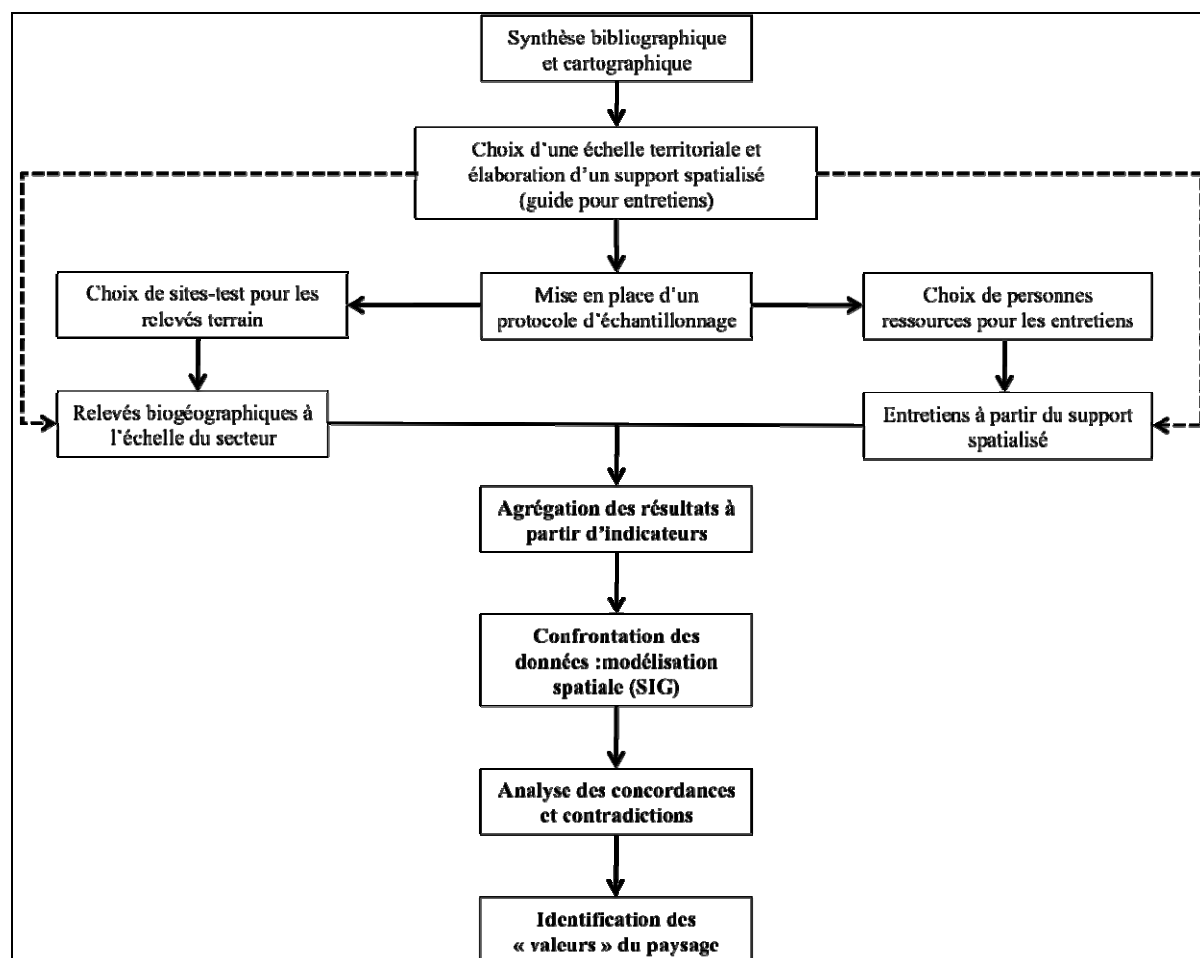 Synthèse bibliographique
et cartographique
Choix d'une échelle territoriale et
élaboration d'un support spatialisé
(guide pour entretiens)
Choix de sites-test pour les
relevés terrain
Mise en place d'un
protocole d'échantillonnage
Choix de personnes
ressources pour les entretiens
Relevés biogéographiques à
l'échelle du secteur
Entretiens à partir du support
spatialisé
Agrégation des résultats à
partir d'indicateurs
Confrontation des
données :modélisation
spatiale (SIG)
Analyse des concordances
et contradictions
Identification des
« valeurs » du paysage